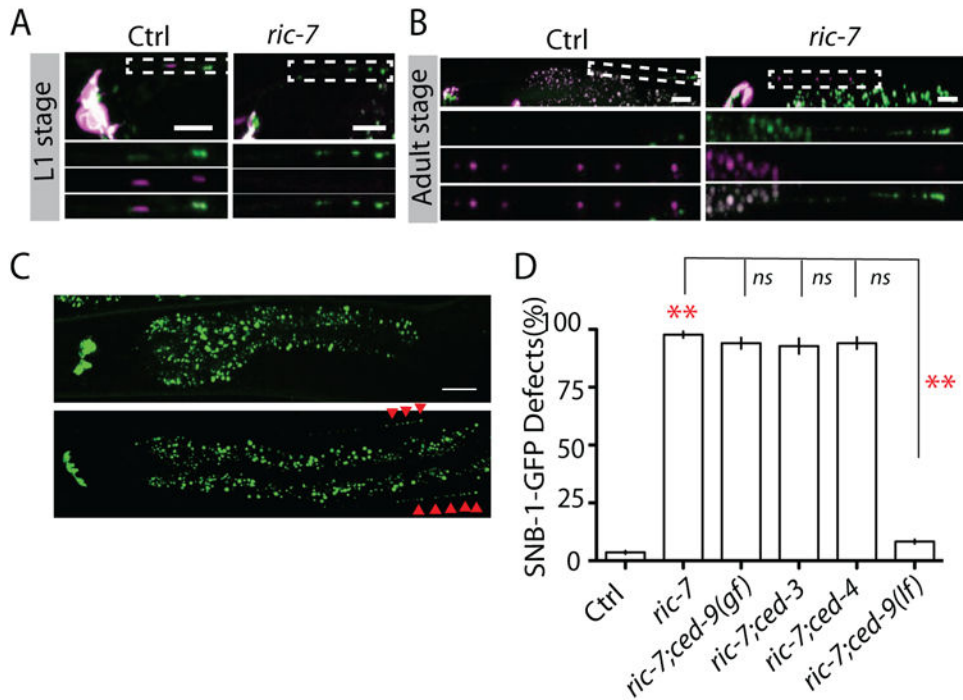 A
Ctrl
ric-7
L1 stage
B
Ctrl
ric-7
Adult stage
C
D
ns
ns
ns
**
**
SNB-1-GFP Defects(%)
100
75
50
25
0
Ctrl
ric-7
ric-7;ced-9(gf)
ric-7;ced-3
ric-7;ced-4
ric-7;ced-9(lf)